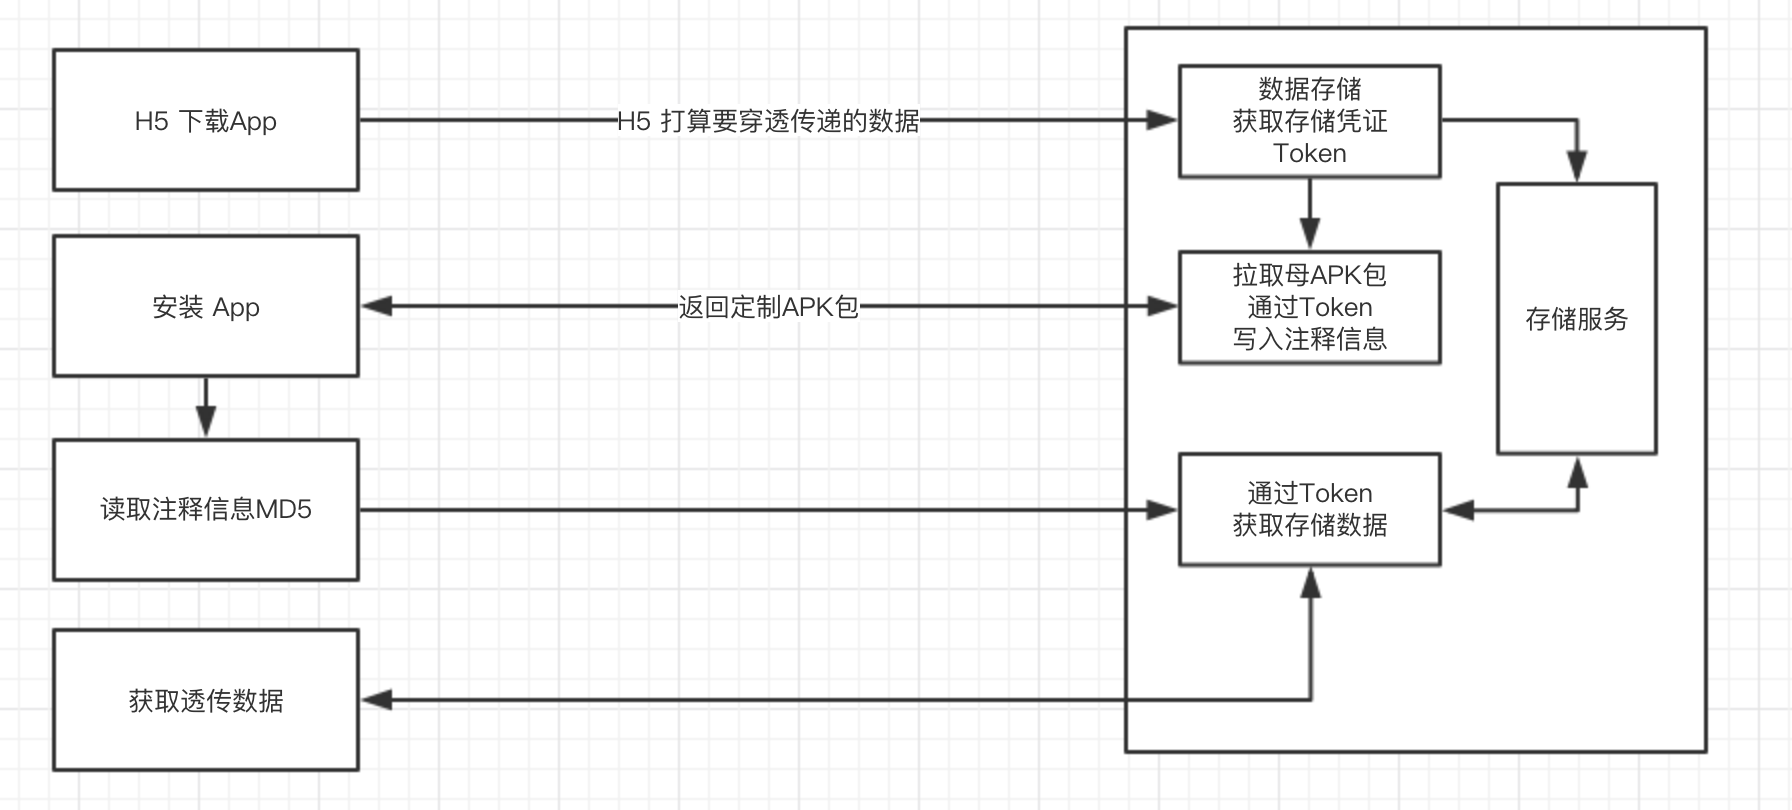 H5 下载App
H5 打算要穿透传递的数据
数据存储
获取存储凭证
Token
安装 App
返回定制APK包
拉取母APK包
通过Token
写入注释信息
存储服务
读取注释信息MD5
通过Token
获取存储数据
获取透传数据